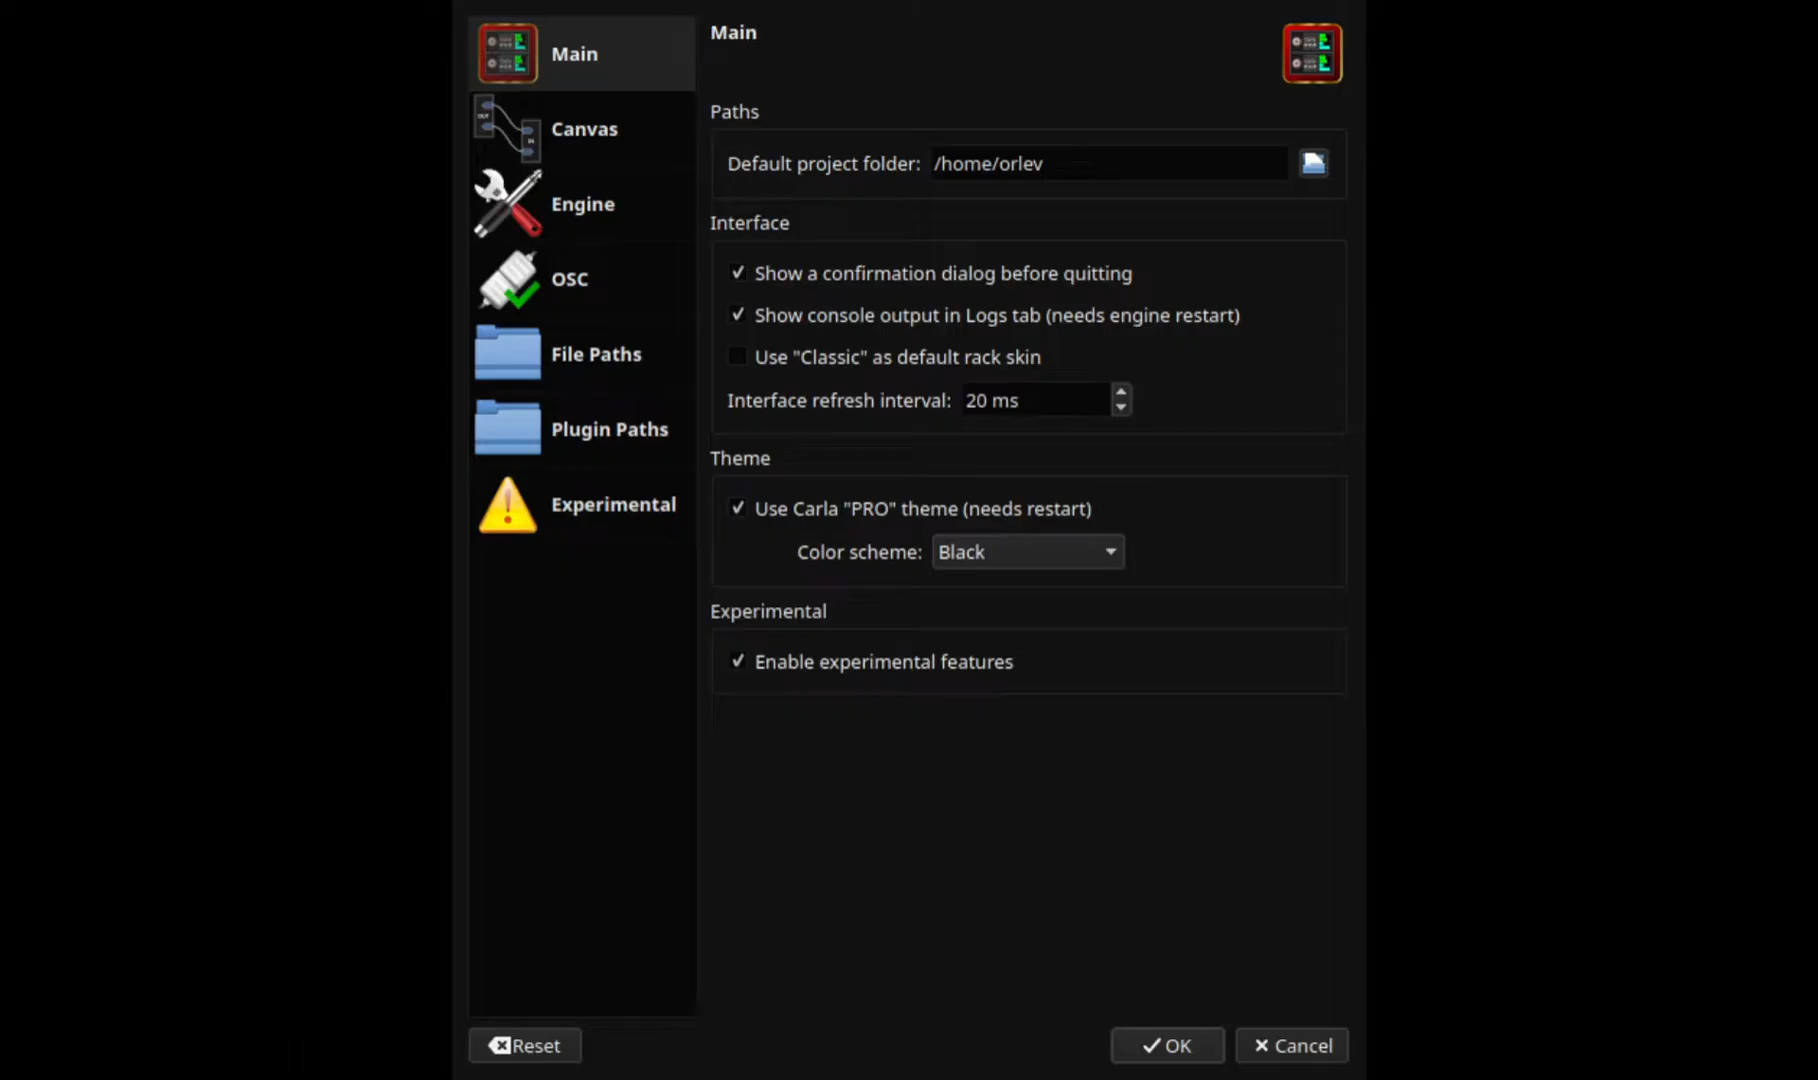 Main
Canvas
OUT
IN
Engine
OSC
File Paths
Plugin Paths
Experimental
Main
Paths
Default project folder: /home/orlev
Interface
Show a confirmation dialog before quitting
Show console output in Logs tab (needs engine restart)
Use "Classic" as default rack skin
Interface refresh interval: 20 ms
Theme
Use Carla "PRO" theme (needs restart)
Color scheme: Black
Experimental
Enable experimental features
Reset
OK
Cancel